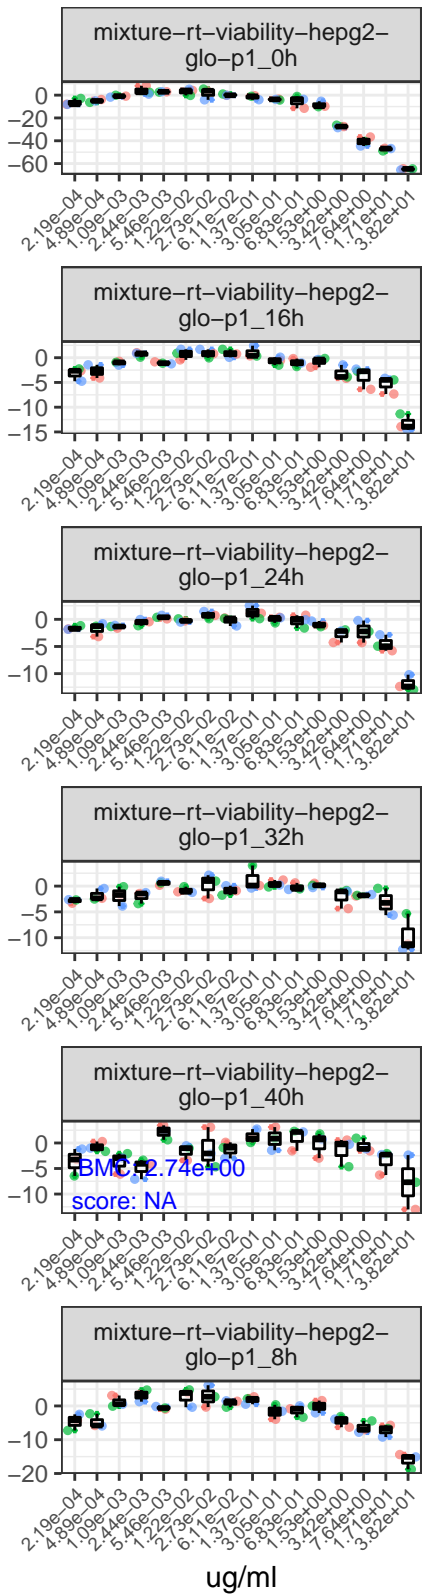 mixture−rt−viability−hepg2−
glo−p1_0h
0
−20
−40
−60
2.19e−04
4.89e−04
1.09e−03
2.44e−03
5.46e−03
1.22e−02
2.73e−02
6.11e−02
1.37e−01
3.05e−01
6.83e−01
1.53e+00
3.42e+00
7.64e+00
1.71e+01
3.82e+01
mixture−rt−viability−hepg2−
glo−p1_16h
0
−5
−10
−15
2.19e−04
4.89e−04
1.09e−03
2.44e−03
5.46e−03
1.22e−02
2.73e−02
6.11e−02
1.37e−01
3.05e−01
6.83e−01
1.53e+00
3.42e+00
7.64e+00
1.71e+01
3.82e+01
mixture−rt−viability−hepg2−
glo−p1_24h
0
−5
−10
2.19e−04
4.89e−04
1.09e−03
2.44e−03
5.46e−03
1.22e−02
2.73e−02
6.11e−02
1.37e−01
3.05e−01
6.83e−01
1.53e+00
3.42e+00
7.64e+00
1.71e+01
3.82e+01
mixture−rt−viability−hepg2−
glo−p1_32h
0
−5
−10
2.19e−04
4.89e−04
1.09e−03
2.44e−03
5.46e−03
1.22e−02
2.73e−02
6.11e−02
1.37e−01
3.05e−01
6.83e−01
1.53e+00
3.42e+00
7.64e+00
1.71e+01
3.82e+01
mixture−rt−viability−hepg2−
glo−p1_40h
0
−5
−10
BMC: 2.74e+00
score: NA
2.19e−04
4.89e−04
1.09e−03
2.44e−03
5.46e−03
1.22e−02
2.73e−02
6.11e−02
1.37e−01
3.05e−01
6.83e−01
1.53e+00
3.42e+00
7.64e+00
1.71e+01
3.82e+01
mixture−rt−viability−hepg2−
glo−p1_8h
0
−10
−20
2.19e−04
4.89e−04
1.09e−03
2.44e−03
5.46e−03
1.22e−02
2.73e−02
6.11e−02
1.37e−01
3.05e−01
6.83e−01
1.53e+00
3.42e+00
7.64e+00
1.71e+01
3.82e+01
ug/ml